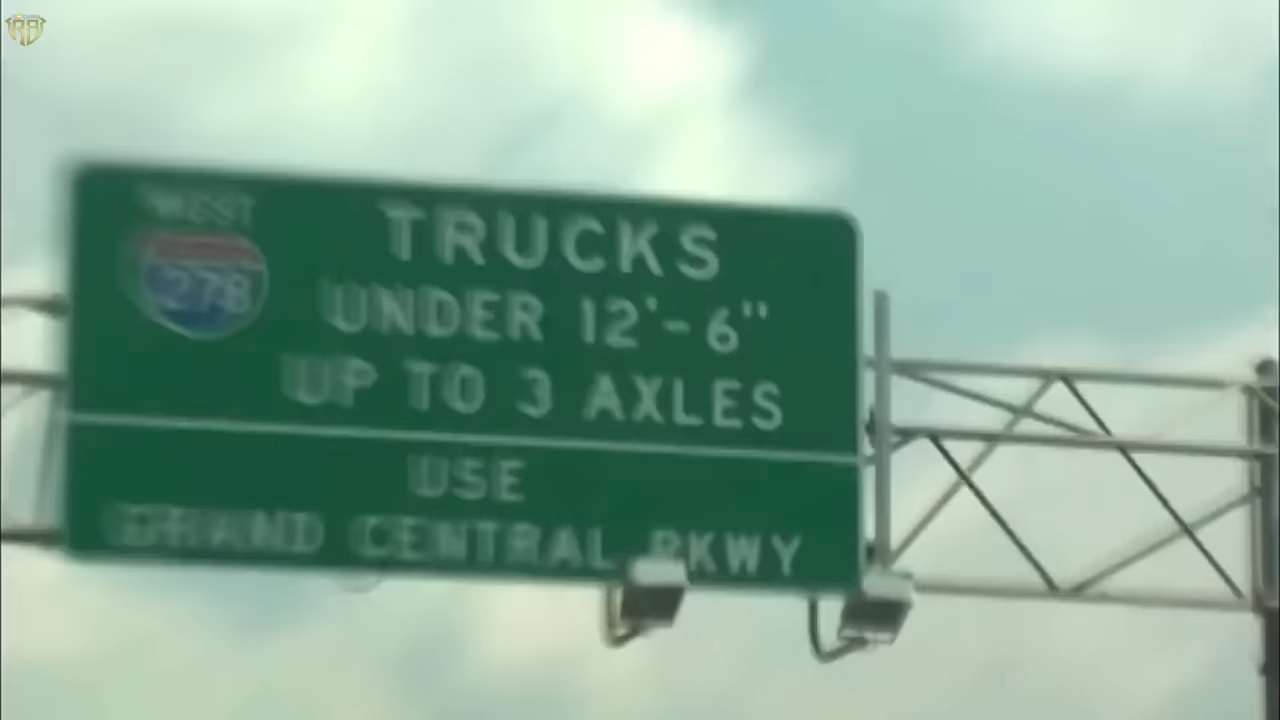 WEST
278
TRUCKS
UNDER 12'-6"
UP TO 3 AXLES
USE
GRAND CENTRAL PKWY